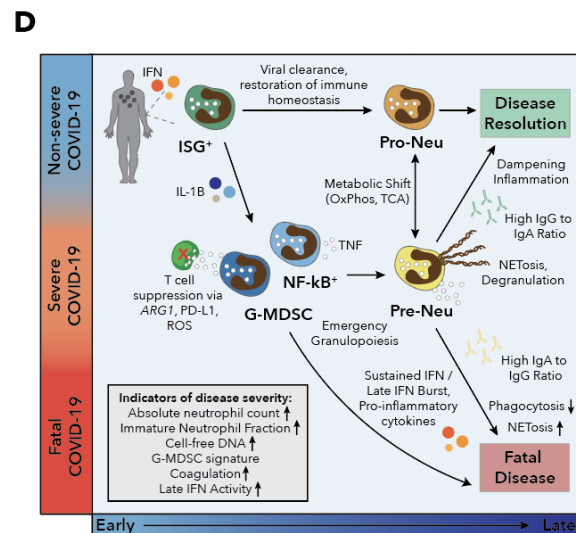 D
Non-severe
COVID-19
Severe
COVID-19
Fatal
COVID-19
IFN
ISG⁺
Viral clearance,
restoration of immune
homeostasis
Pro-Neu
Disease
Resolution
IL-1B
Metabolic Shift
(OxPhos, TCA)
Dampening
Inflammation
High IgG to
IgA Ratio
X
T cell
suppression via
ARG1, PD-L1,
ROS
TNF
NF-kB⁺
G-MDSC
Pre-Neu
NETosis,
Degranulation
Emergency
Granulopoiesis
Sustained IFN /
Late IFN Burst,
Pro-inflammatory
cytokines
High IgA to
IgG Ratio
Phagocytosis ↓
NETosis ↑
Fatal
Disease
Indicators of disease severity:
Absolute neutrophil count ↑
Immature Neutrophil Fraction ↑
Cell-free DNA ↑
G-MDSC signature
Coagulation ↑
Late IFN Activity ↑
Early
Late